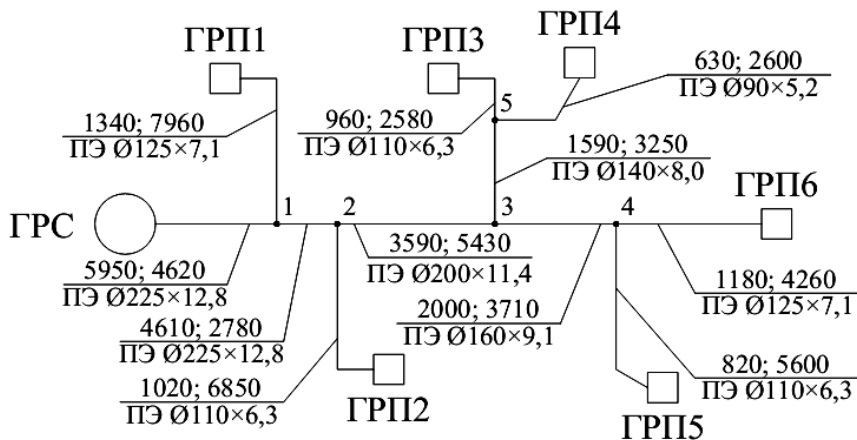 ГРП1
ГРП3
ГРП4
630; 2600
ПЭ Ø90×5,2
1340; 7960
ПЭ Ø125×7,1
960; 2580
ПЭ Ø110×6,3
5
1590; 3250
ПЭ Ø140×8,0
ГРП6
ГРС
1
2
3
4
5950; 4620
ПЭ Ø225×12,8
3590; 5430
ПЭ Ø200×11,4
1180; 4260
ПЭ Ø125×7,1
4610; 2780
ПЭ Ø225×12,8
2000; 3710
ПЭ Ø160×9,1
1020; 6850
ПЭ Ø110×6,3
ГРП2
820; 5600
ПЭ Ø110×6,3
ГРП5